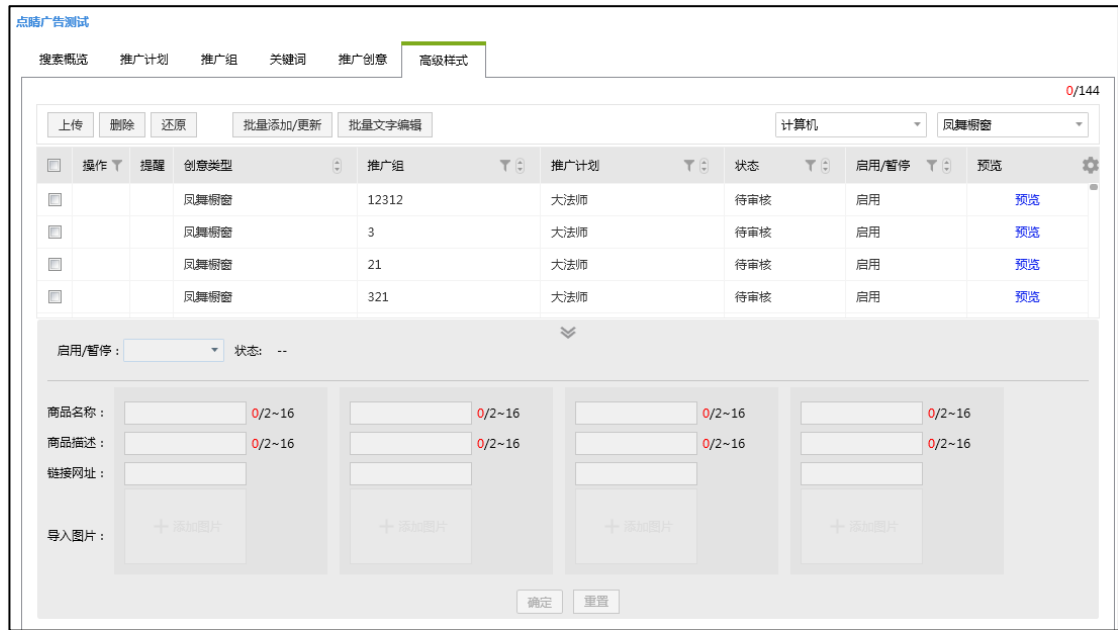 点睛广告测试
搜索概览 推广计划 推广组 关键词 推广创意 高级样式
0/144
上传 删除 还原 批量添加/更新 批量文字编辑 计算机 凤舞橱窗
操作 提醒 创意类型 推广组 推广计划 状态 启用/暂停 预览
凤舞橱窗 12312 大法师 待审核 启用 预览
凤舞橱窗 3 大法师 待审核 启用 预览
凤舞橱窗 21 大法师 待审核 启用 预览
凤舞橱窗 321 大法师 待审核 启用 预览
启用/暂停: 状态: --
商品名称: 0/2~16 0/2~16 0/2~16 0/2~16
商品描述: 0/2~16 0/2~16 0/2~16 0/2~16
链接网址:
导入图片: 添加图片 添加图片 添加图片 添加图片
确定 重置